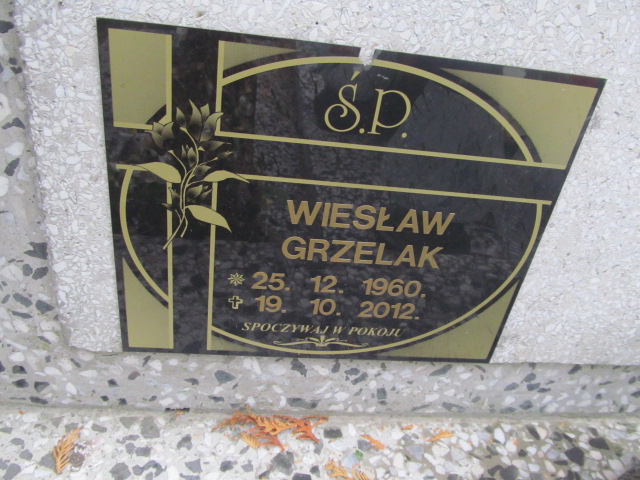 Ś.P.
WIESŁAW
GRZELAK
25. 12. 1960.
19. 10. 2012.
SPOCZYWAJ W POKOJU